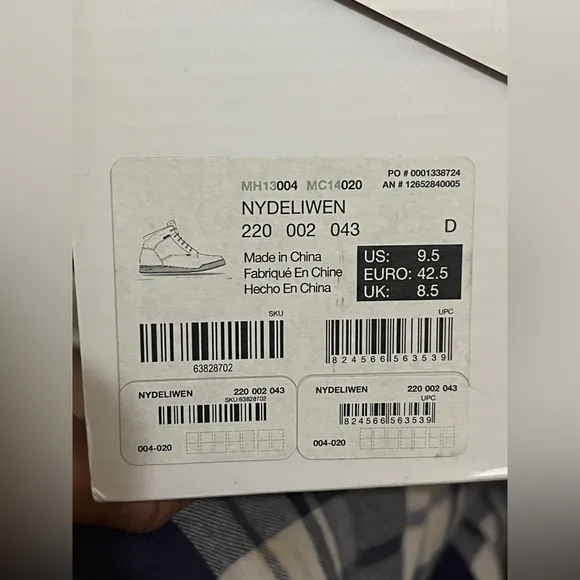 PO # 0001338724
MH13004 MC14020
AN # 12652840005
NYDELIWEN
220 002 043
D
Made in China
Fabriqué En Chine
Hecho En China
US: 9.5
EURO: 42.5
UK: 8.5
SKU
UPC
63828702
8 24566 56353 9
NYDELIWEN 220 002 043
SKU:63828702
004-020
NYDELIWEN 220 002 043
UPC
8 24566 56353 9
004-020